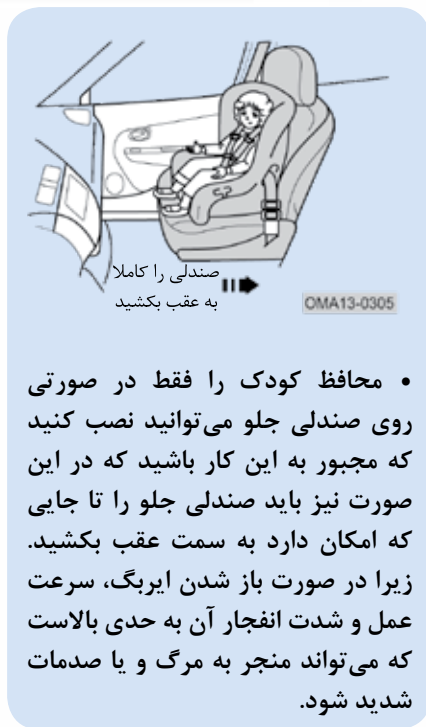 صندلی را کاملا
به عقب بکشید
OMA13-0305
• محافظ کودک را فقط در صورتی
روی صندلی جلو می‌توانید نصب کنید
که مجبور به این کار باشید که در این
صورت نیز باید صندلی جلو را تا جایی
که امکان دارد به سمت عقب بکشید.
زیرا در صورت باز شدن ایربگ، سرعت
عمل و شدت انفجار آن به حدی بالاست
که می‌تواند منجر به مرگ و یا صدمات
شدید شود.